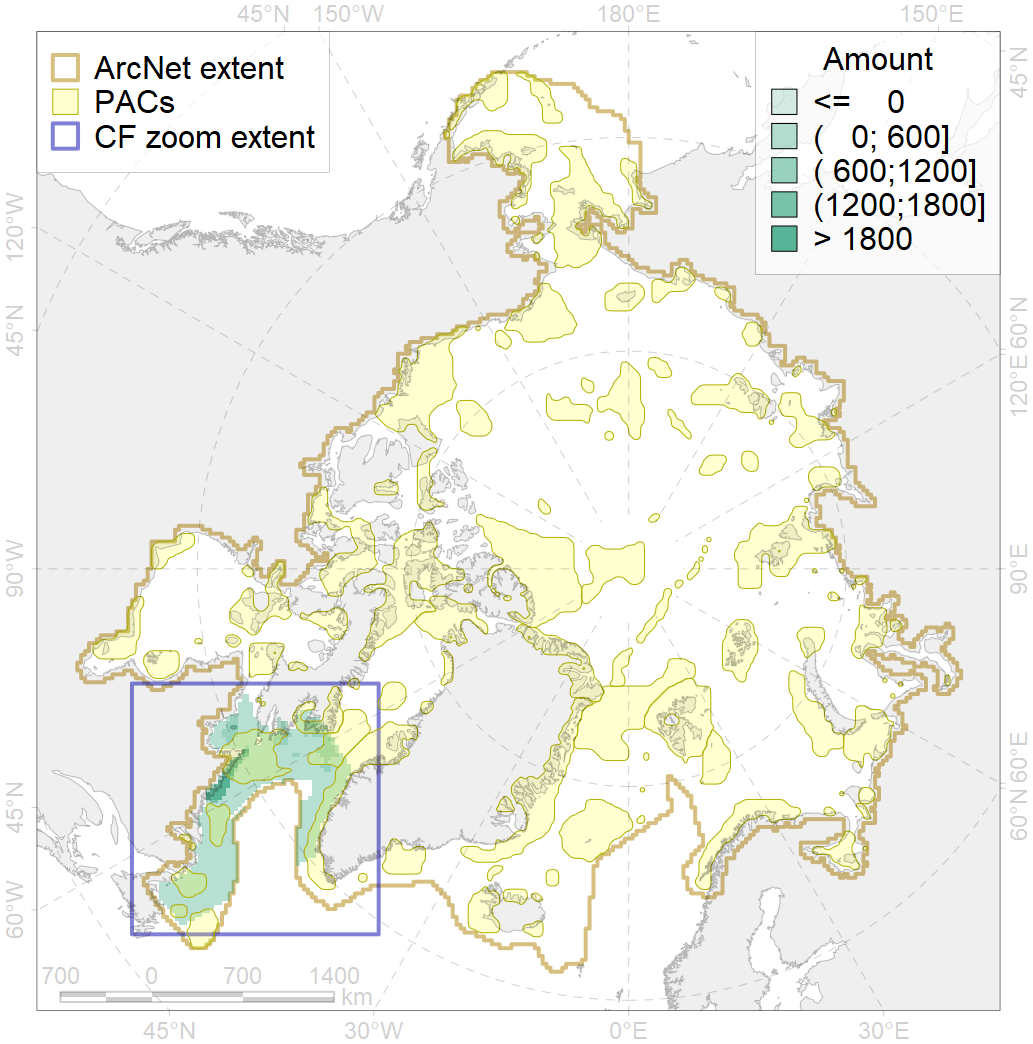 45°N 150°W 180°E 150°E
ArcNet extent
PACs
CF zoom extent
Amount
<= 0
( 0; 600]
( 600;1200]
(1200;1800]
> 1800
45°N
120°W
45°N
60°N
120°E
90°W
90°E
45°N
60°E
60°N
60°W
700 0 700 1400
km
45°N 30°W 0°E 30°E